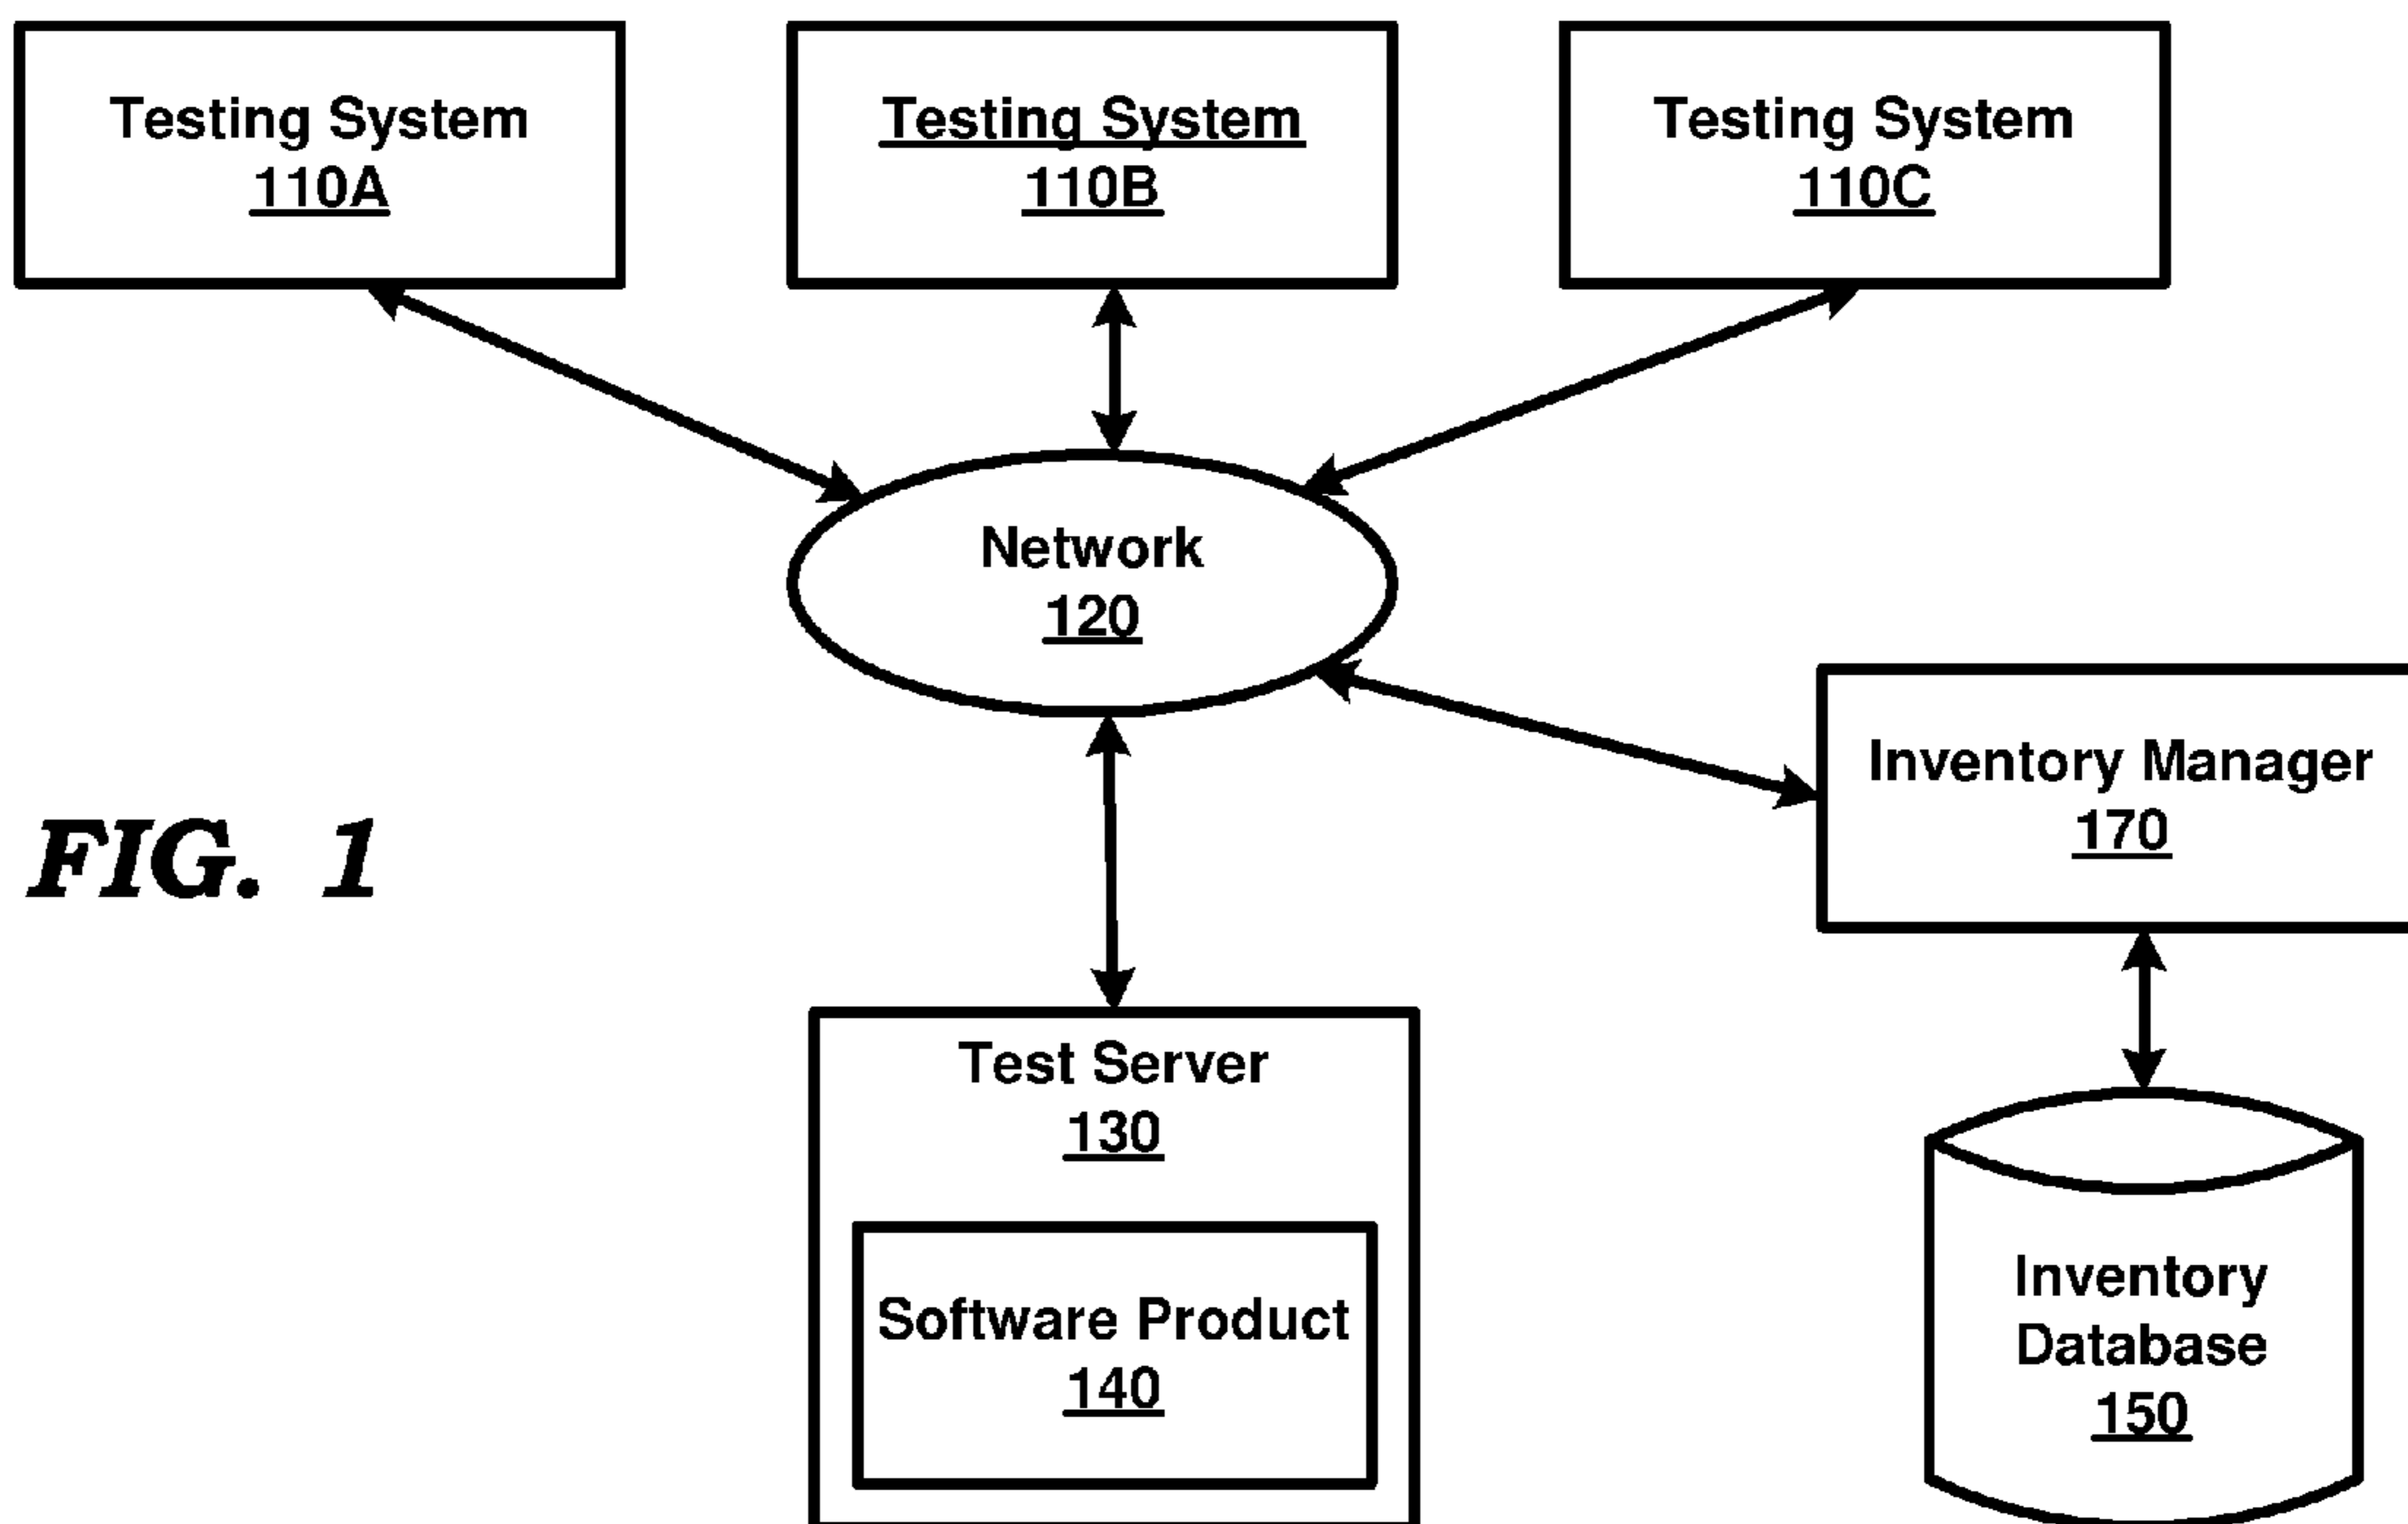 Testing System
110A
Testing System
110B
Testing System
110C
Network
120
Inventory Manager
170
FIG. 1
Test Server
130
Software Product
140
Inventory
Database
150